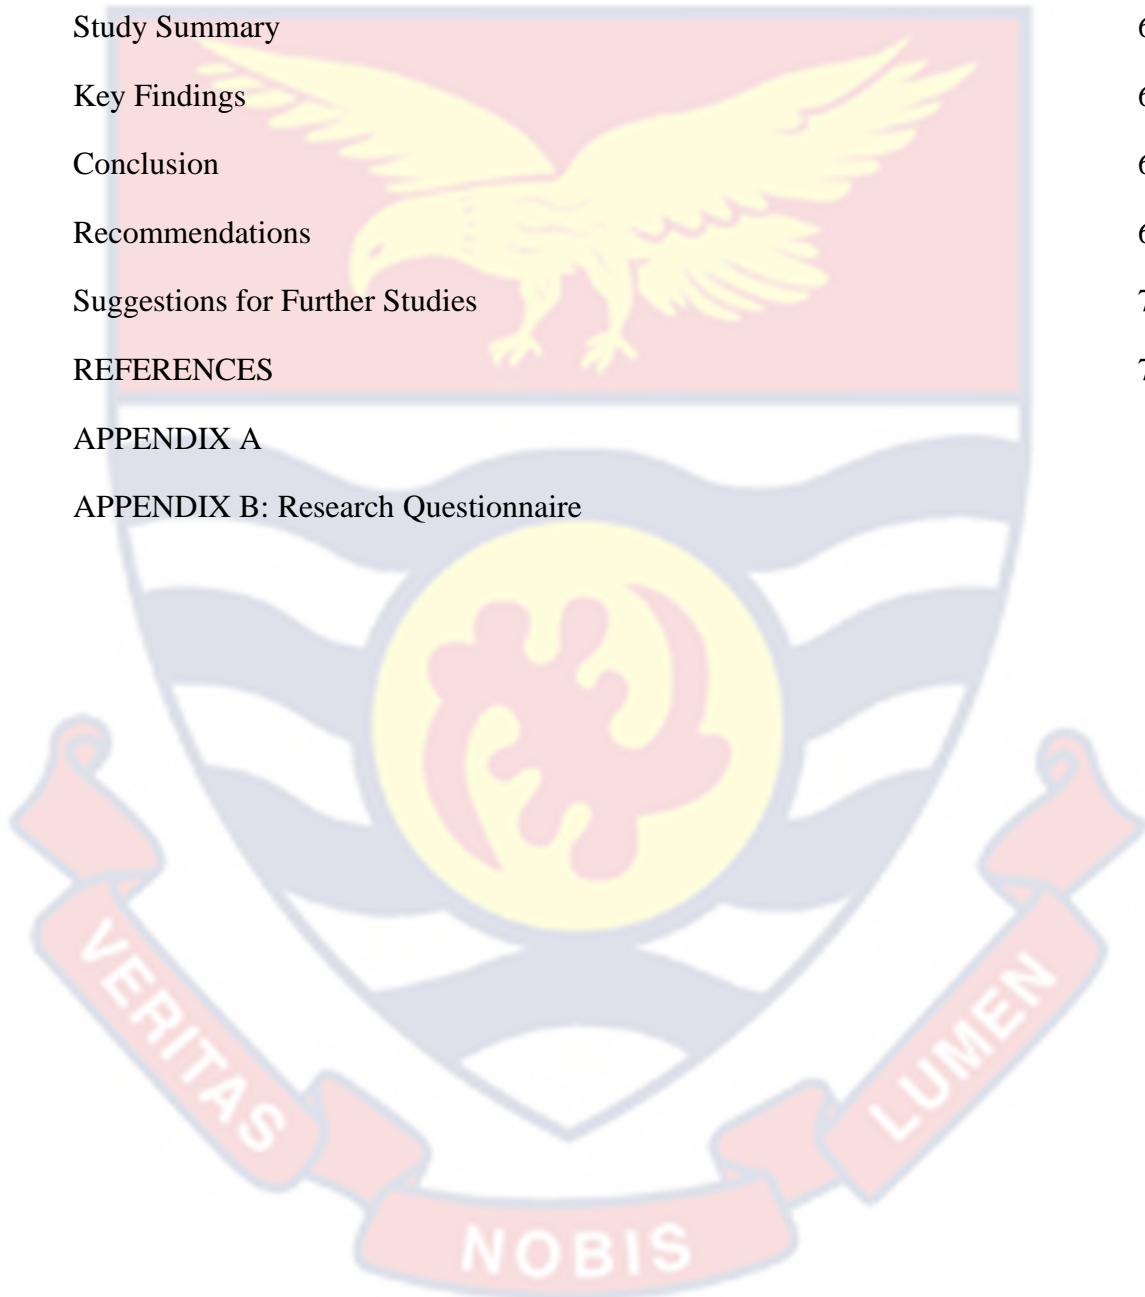 Study Summary 6
Key Findings 6
Conclusion 6
Recommendations 6
Suggestions for Further Studies 7
REFERENCES 7
APPENDIX A
APPENDIX B: Research Questionnaire
VERITAS
NOBIS
LUMEN